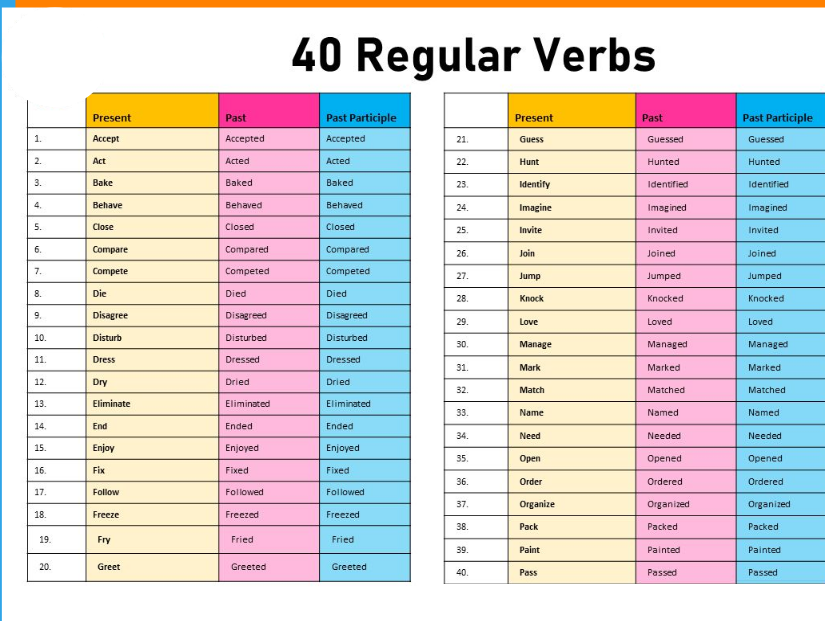 40 Regular Verbs
Present Past Past Participle
1. Accept Accepted Accepted
2. Act Acted Acted
3. Bake Baked Baked
4. Behave Behaved Behaved
5. Close Closed Closed
6. Compare Compared Compared
7. Compete Competed Competed
8. Die Died Died
9. Disagree Disagreed Disagreed
10. Disturb Disturbed Disturbed
11. Dress Dressed Dressed
12. Dry Dried Dried
13. Eliminate Eliminated Eliminated
14. End Ended Ended
15. Enjoy Enjoyed Enjoyed
16. Fix Fixed Fixed
17. Follow Followed Followed
18. Freeze Freezed Freezed
19. Fry Fried Fried
20. Greet Greeted Greeted
Present Past Past Participle
21. Guess Guessed Guessed
22. Hunt Hunted Hunted
23. Identify Identified Identified
24. Imagine Imagined Imagined
25. Invite Invited Invited
26. Join Joined Joined
27. Jump Jumped Jumped
28. Knock Knocked Knocked
29. Love Loved Loved
30. Manage Managed Managed
31. Mark Marked Marked
32. Match Matched Matched
33. Name Named Named
34. Need Needed Needed
35. Open Opened Opened
36. Order Ordered Ordered
37. Organize Organized Organized
38. Pack Packed Packed
39. Paint Painted Painted
40. Pass Passed Passed